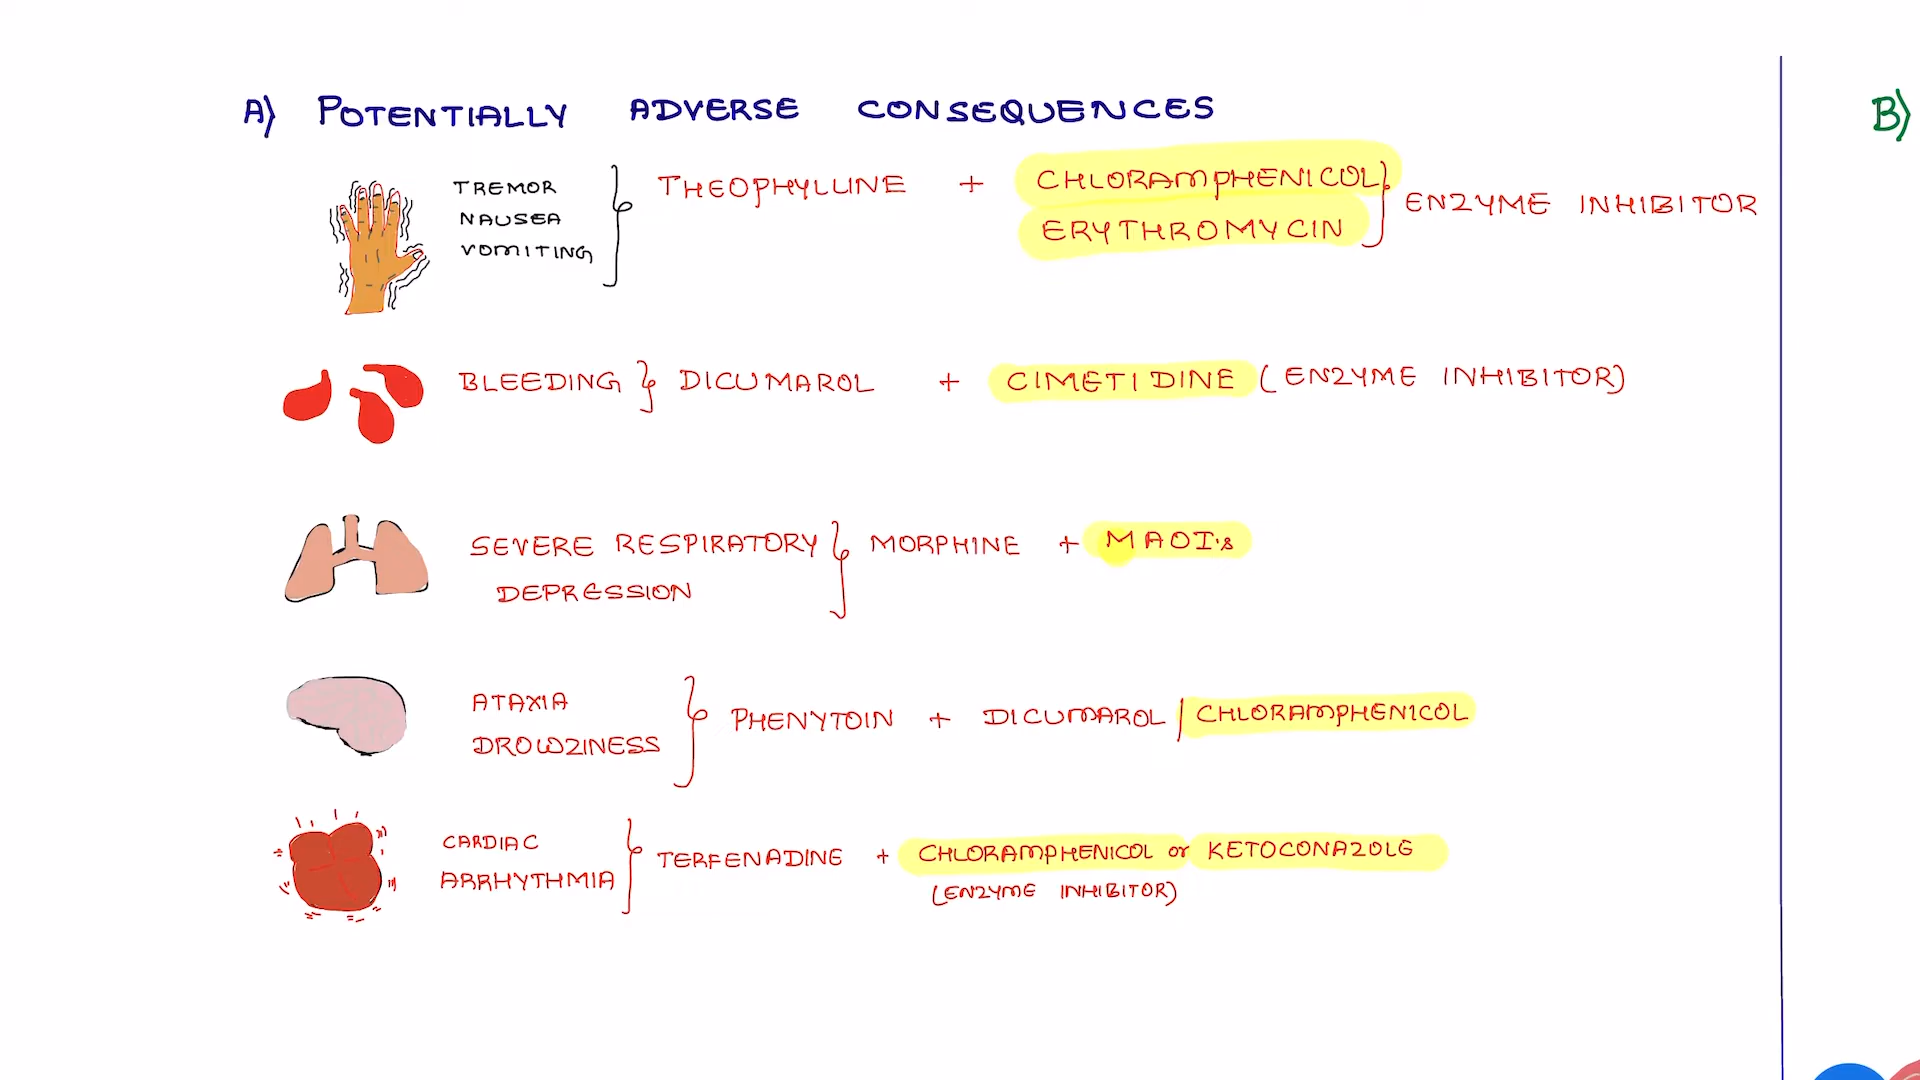 A) POTENTIALLY ADVERSE CONSEQUENCES
B)
TREMOR
NAUSEA
VOMITING
THEOPHYLLINE + CHLORAMPHENICOL
ERYTHROMYCIN
ENZYME INHIBITOR
BLEEDING DICUMAROL + CIMETIDINE (ENZYME INHIBITOR)
SEVERE RESPIRATORY
DEPRESSION
MORPHINE + MAOI's
ATAXIA
DROWZINESS
PHENYTOIN + DICUMAROL | CHLORAMPHENICOL
CARDIAC
ARRHYTHMIA
TERFENADINE + CHLORAMPHENICOL or KETOCONAZOLE
(ENZYME INHIBITOR)